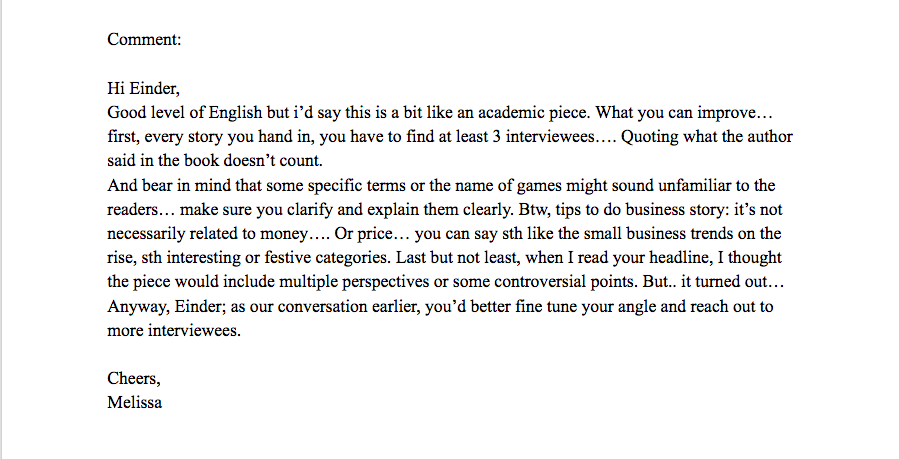 Comment:
Hi Einder,
Good level of English but i’d say this is a bit like an academic piece. What you can improve…
first, every story you hand in, you have to find at least 3 interviewees…. Quoting what the author
said in the book doesn’t count.
And bear in mind that some specific terms or the name of games might sound unfamiliar to the
readers… make sure you clarify and explain them clearly. Btw, tips to do business story: it’s not
necessarily related to money…. Or price… you can say sth like the small business trends on the
rise, sth interesting or festive categories. Last but not least, when I read your headline, I thought
the piece would include multiple perspectives or some controversial points. But.. it turned out…
Anyway, Einder; as our conversation earlier, you’d better fine tune your angle and reach out to
more interviewees.
Cheers,
Melissa